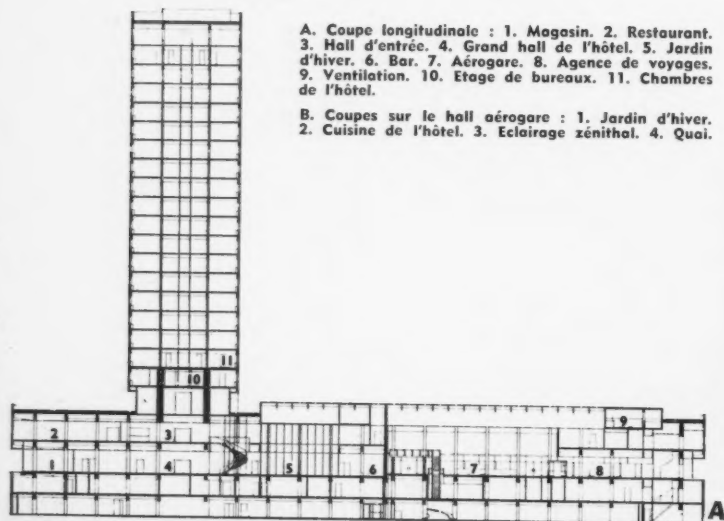 A. Coupe longitudinale : 1. Magasin. 2. Restaurant.
3. Hall d'entrée. 4. Grand hall de l'hôtel. 5. Jardin
d'hiver. 6. Bar. 7. Aérogare. 8. Agence de voyages.
9. Ventilation. 10. Etage de bureaux. 11. Chambres
de l'hôtel.
B. Coupes sur le hall aérogare : 1. Jardin d'hiver.
2. Cuisine de l'hôtel. 3. Eclairage zénithal. 4. Quai.
11
10
9
2 3
1 4 5 6 7 8
A